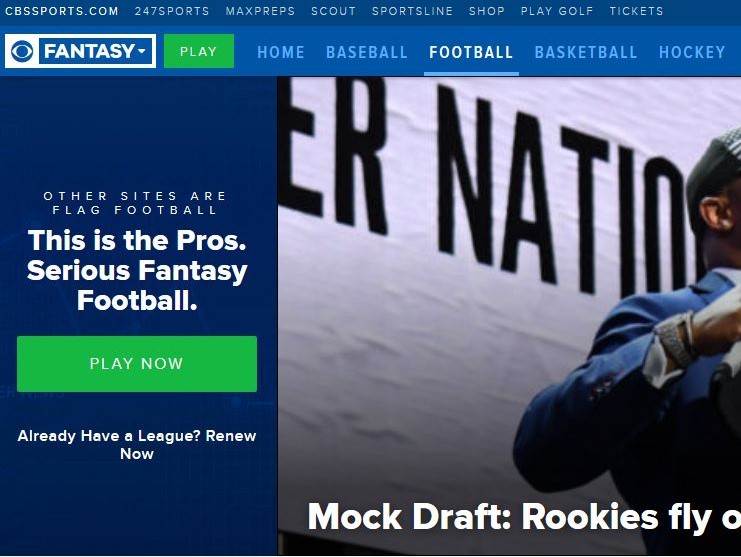 CBSSPORTS.COM 247SPORTS MAXPREPS SCOUT SPORTSLINE SHOP PLAY GOLF TICKETS
FANTASY PLAY HOME BASEBALL FOOTBALL BASKETBALL HOCKEY
ER NATIO
OTHER SITES ARE
FLAG FOOTBALL
This is the Pros.
Serious Fantasy
Football.
PLAY NOW
Already Have a League? Renew
Now
Mock Draft: Rookies fly o